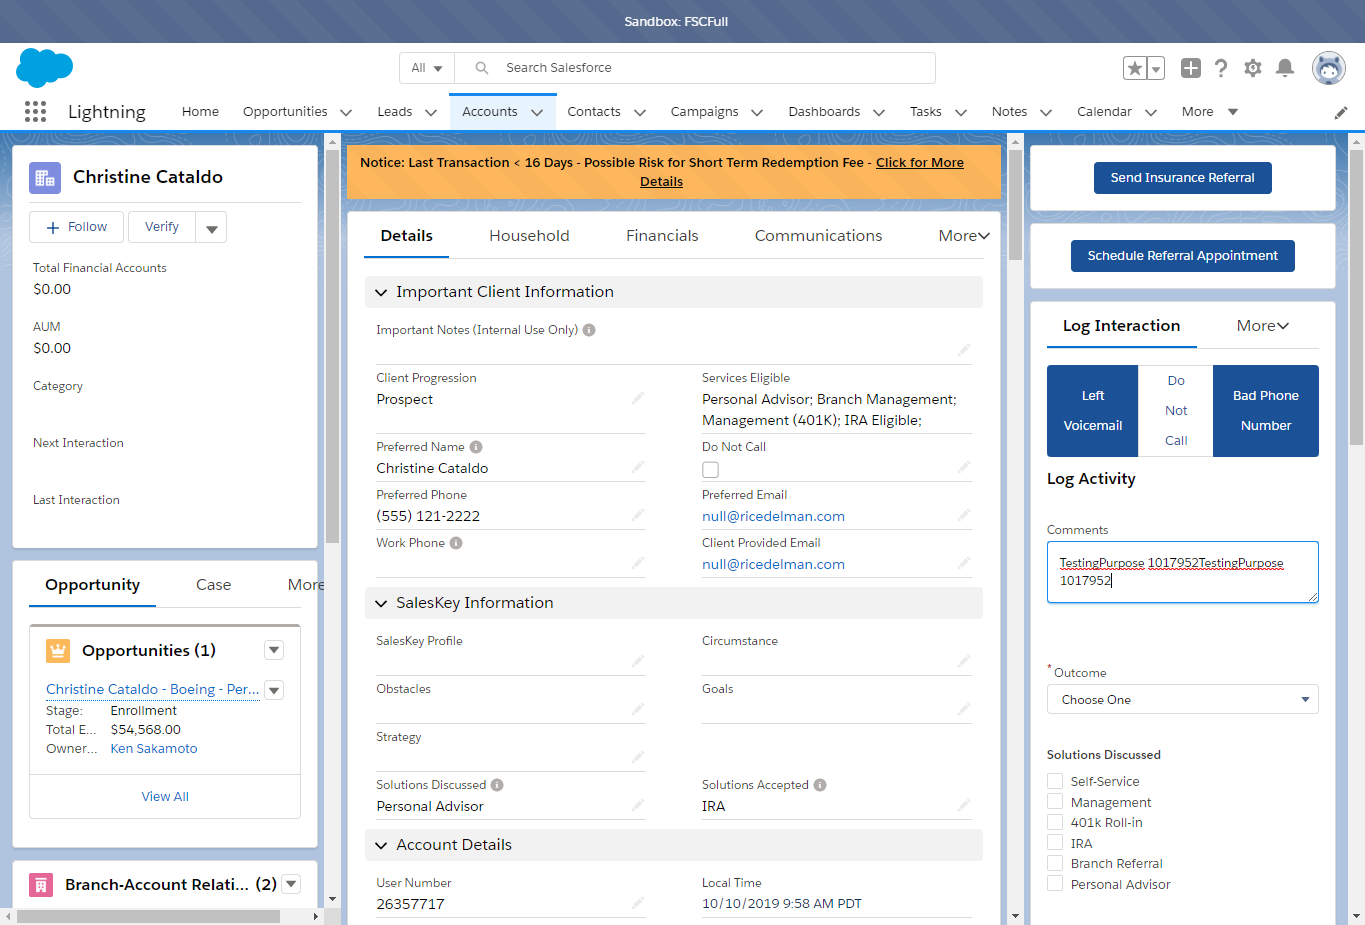 Sandbox: FSCFull
All
Search Salesforce
Lightning
Home
Opportunities
Leads
Accounts
Contacts
Campaigns
Dashboards
Tasks
Notes
Calendar
More
Christine Cataldo
Follow
Verify
Total Financial Accounts
$0.00
AUM
$0.00
Category
Next Interaction
Last Interaction
Opportunity
Case
More
Opportunities (1)
Christine Cataldo - Boeing - Per...
Stage: Enrollment
Total E... $54,568.00
Owner... Ken Sakamoto
View All
Branch-Account Relati... (2)
Notice: Last Transaction < 16 Days - Possible Risk for Short Term Redemption Fee - Click for More
Details
Details
Household
Financials
Communications
More
Important Client Information
Important Notes (Internal Use Only)
Client Progression
Prospect
Services Eligible
Personal Advisor; Branch Management;
Management (401K); IRA Eligible;
Preferred Name
Christine Cataldo
Do Not Call
Preferred Phone
(555) 121-2222
Preferred Email
null@ricedelman.com
Work Phone
Client Provided Email
null@ricedelman.com
SalesKey Information
SalesKey Profile
Circumstance
Obstacles
Goals
Strategy
Solutions Discussed
Personal Advisor
Solutions Accepted
IRA
Account Details
User Number
26357717
Local Time
10/10/2019 9:58 AM PDT
Send Insurance Referral
Schedule Referral Appointment
Log Interaction
More
Left
Voicemail
Do
Not
Call
Bad Phone
Number
Log Activity
Comments
TestingPurpose 1017952TestingPurpose
1017952
* Outcome
Choose One
Solutions Discussed
Self-Service
Management
401k Roll-in
IRA
Branch Referral
Personal Advisor